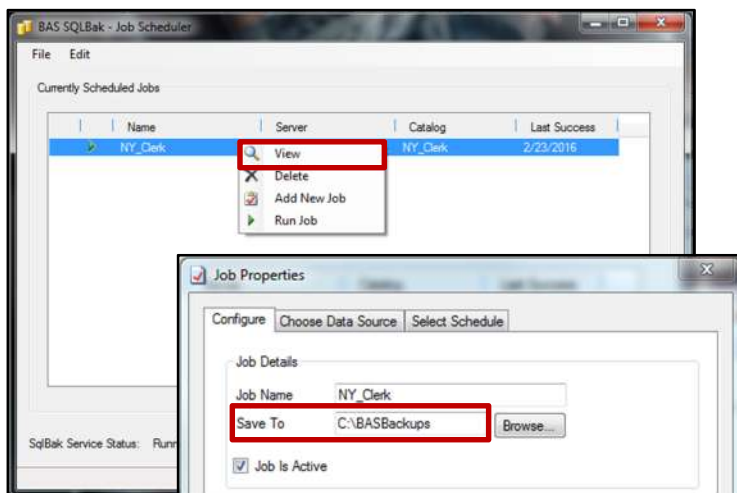 BAS SQLBak - Job Scheduler
File Edit
Currently Scheduled Jobs
Name Server Catalog Last Success
NY_Clerk NY_Clerk 2/23/2016
View
Delete
Add New Job
Run Job
Job Properties
Configure Choose Data Source Select Schedule
Job Details
Job Name NY_Clerk
Save To C:\BASBackups Browse...
SqlBak Service Status:
Job Is Active